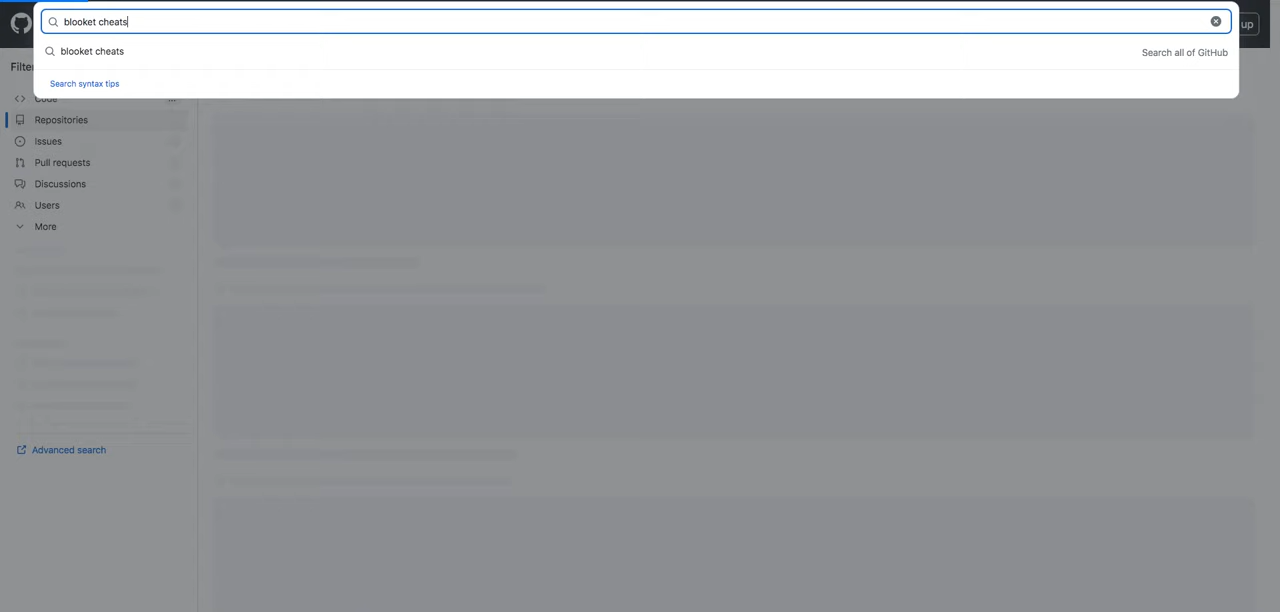 blooket cheats
up
blooket cheats
Search all of GitHub
Search syntax tips
Filter
Code
Repositories
Issues
Pull requests
Discussions
Users
More
Advanced search